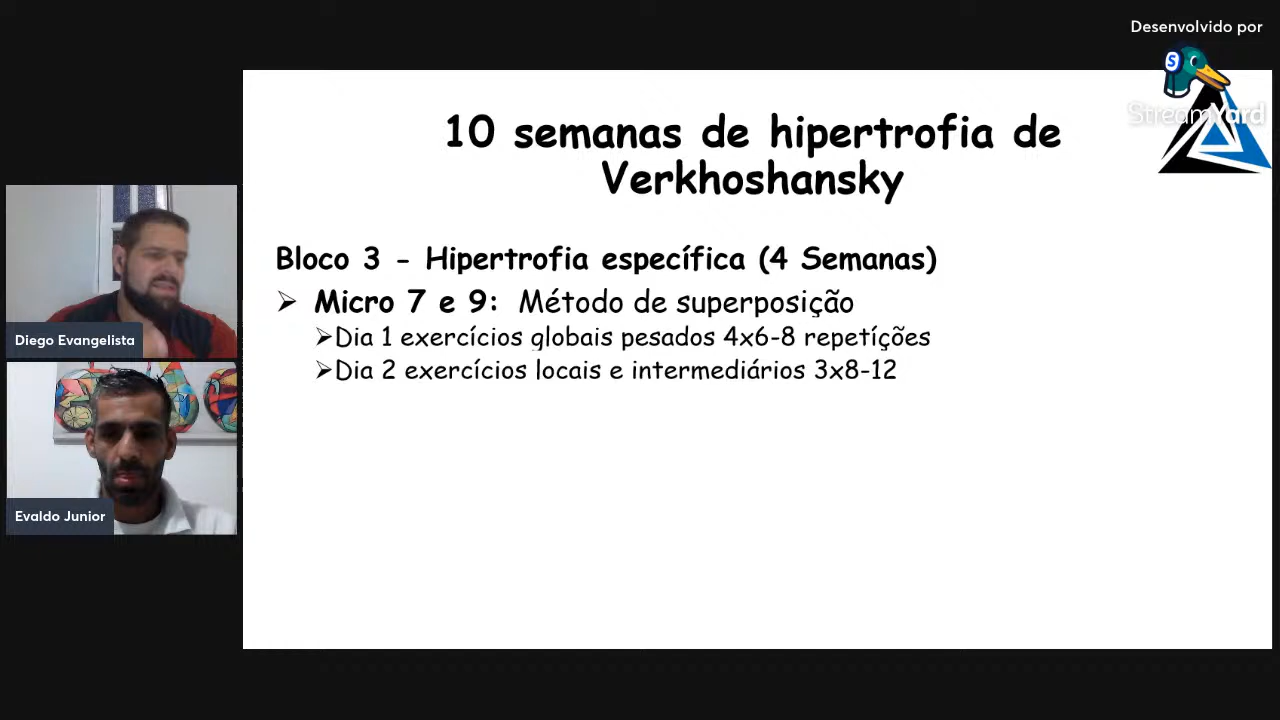 Desenvolvido por
StreamYard
10 semanas de hipertrofia de
Verkhoshansky
Bloco 3 - Hipertrofia específica (4 Semanas)
➢ Micro 7 e 9: Método de superposição
➢Dia 1 exercícios globais pesados 4x6-8 repetições
➢Dia 2 exercícios locais e intermediários 3x8-12
Diego Evangelista
Evaldo Junior